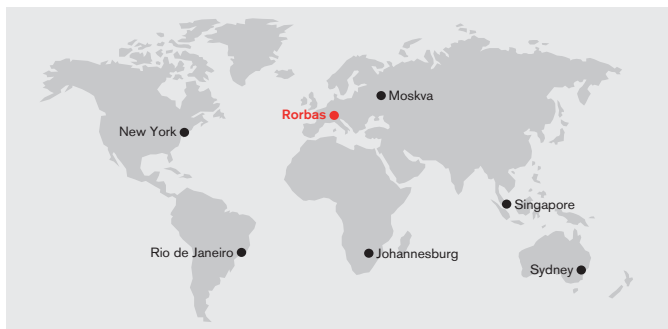 Moskva
Rorbas
New York
Singapore
Rio de Janeiro
Johannesburg
Sydney